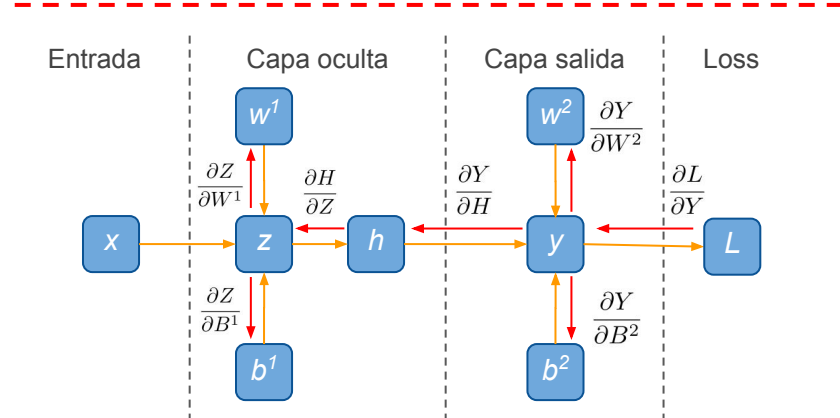 Entrada
Capa oculta
Capa salida
Loss
w¹
w²
∂Y/∂W²
∂Z/∂W¹
∂H/∂Z
∂Y/∂H
∂L/∂Y
x
z
h
y
L
∂Z/∂B¹
∂Y/∂B²
b¹
b²